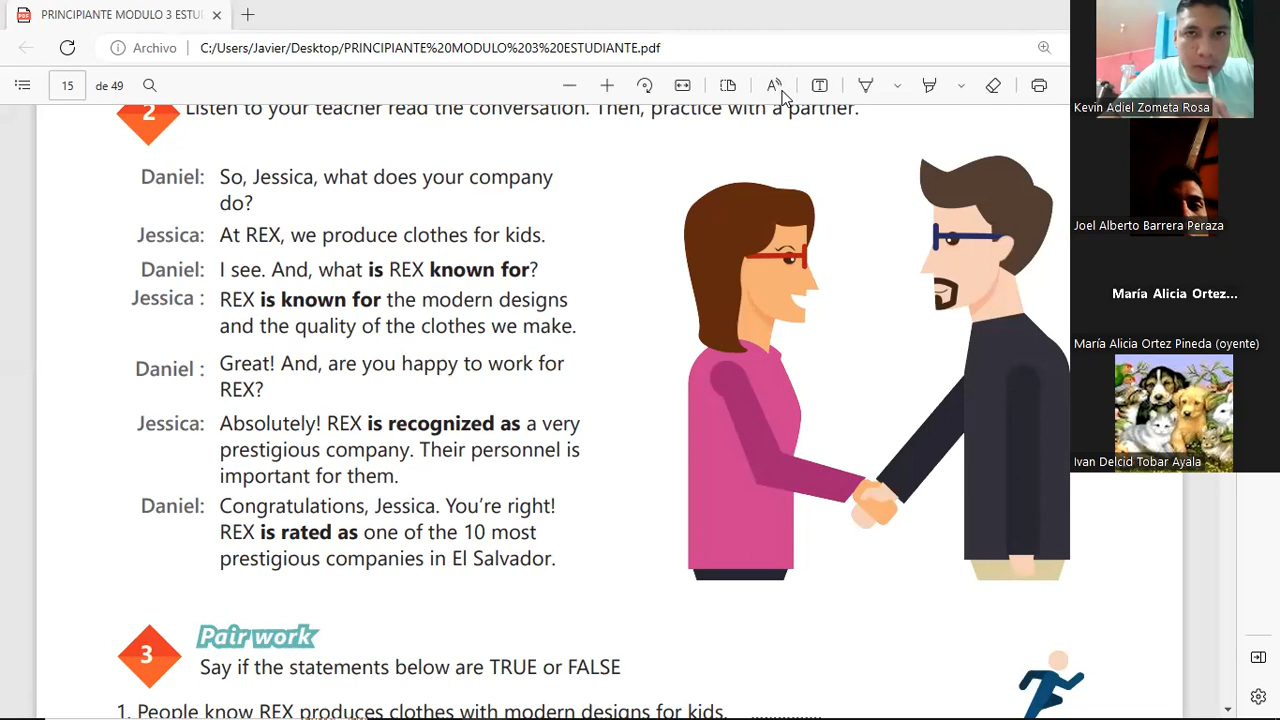 PRINCIPIANTE MODULO 3 ESTU
Archivo
C:/Users/Javier/Desktop/PRINCIPIANTE%20MODULO%203%20ESTUDIANTE.pdf
15
de 49
2
Listen to your teacher read the conversation. Then, practice with a partner.
Daniel: So, Jessica, what does your company
do?
Jessica: At REX, we produce clothes for kids.
Daniel: I see. And, what is REX known for?
Jessica : REX is known for the modern designs
and the quality of the clothes we make.
Daniel : Great! And, are you happy to work for
REX?
Jessica: Absolutely! REX is recognized as a very
prestigious company. Their personnel is
important for them.
Daniel: Congratulations, Jessica. You're right!
REX is rated as one of the 10 most
prestigious companies in El Salvador.
3
Pair work
Say if the statements below are TRUE or FALSE
1. People know REX produces clothes with modern designs for kids. ..............
Kevin Adiel Zometa Rosa
Joel Alberto Barrera Peraza
María Alicia Ortez...
María Alicia Ortez Pineda (oyente)
Ivan Delcid Tobar Ayala